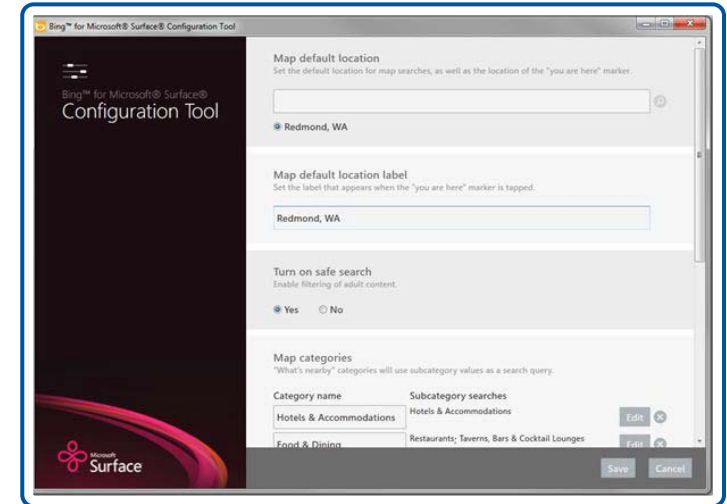 Bing™ for Microsoft® Surface® Configuration Tool
Bing™ for Microsoft® Surface®
Configuration Tool
Map default location
Set the default location for map searches, as well as the location of the "you are here" marker.
Redmond, WA
Map default location label
Set the label that appears when the "you are here" marker is tapped.
Redmond, WA
Turn on safe search
Enable filtering of adult content.
Yes No
Map categories
"What's nearby" categories will use subcategory values as a search query.
Category name Subcategory searches
Hotels & Accommodations Hotels & Accommodations Edit
Food & Dining Restaurants; Taverns, Bars & Cocktail Lounges Edit
Microsoft
Surface
Save Cancel